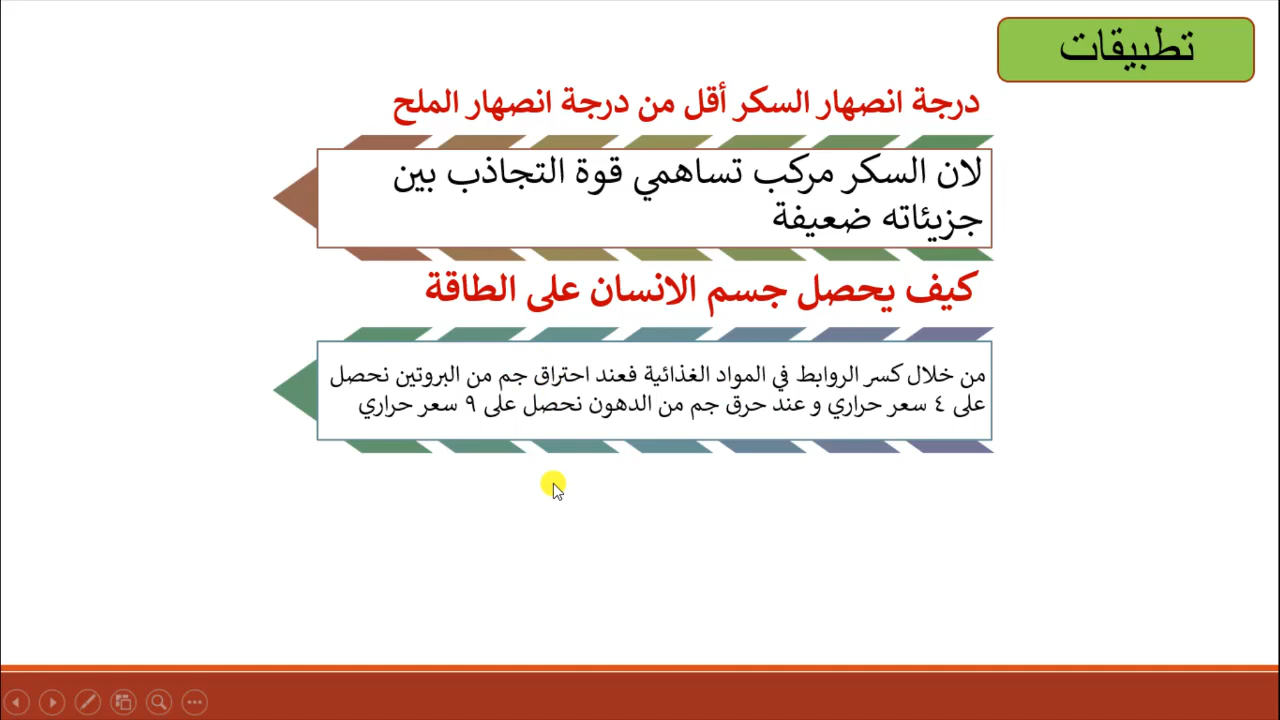 تطبيقات
درجة انصهار السكر أقل من درجة انصهار الملح
لان السكر مركب تساهمي قوة التجاذب بين
جزيئاته ضعيفة
كيف يحصل جسم الانسان على الطاقة
من خلال كسر الروابط في المواد الغذائية فعند احتراق جم من البروتين نحصل
على ٤ سعر حراري و عند حرق جم من الدهون نحصل على ٩ سعر حراري